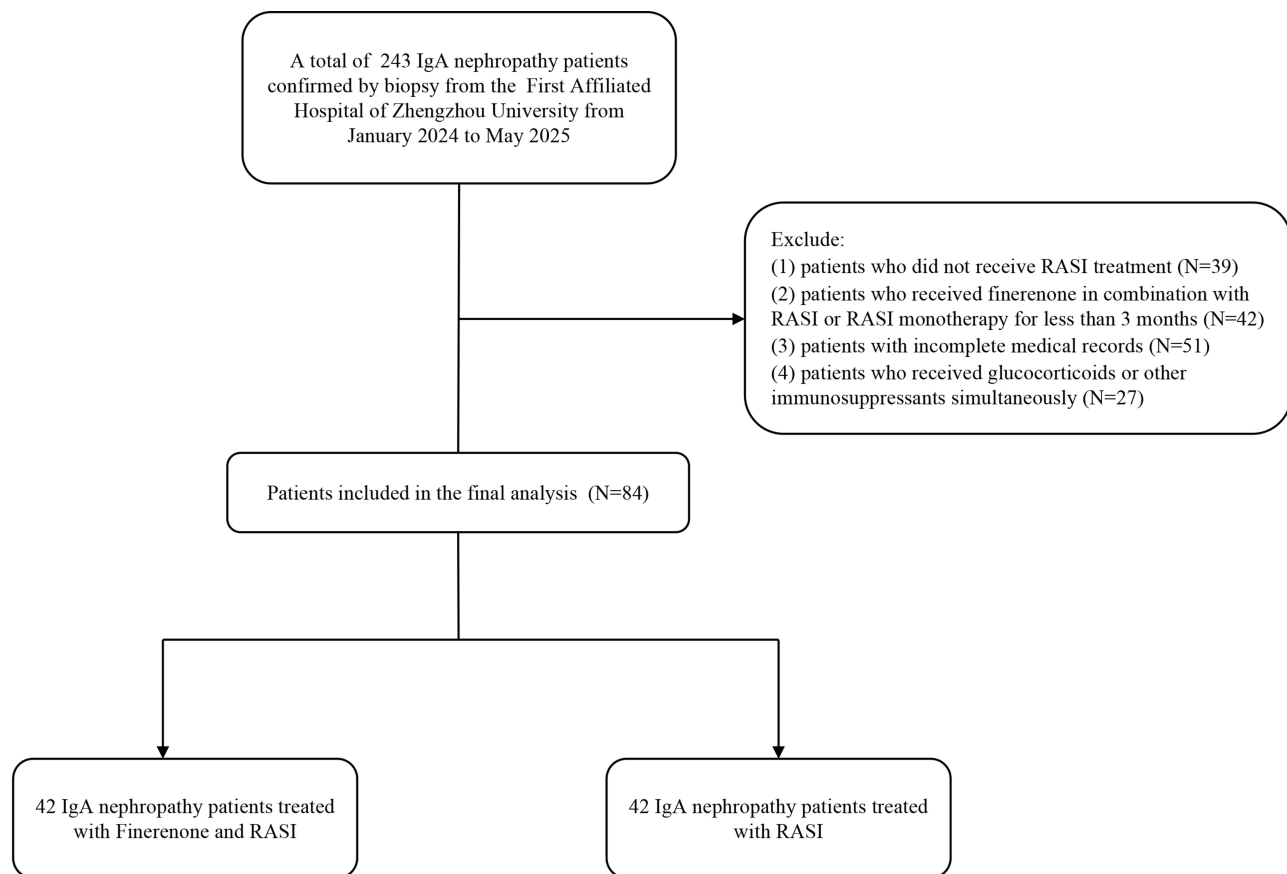 A total of 243 IgA nephropathy patients
confirmed by biopsy from the First Affiliated
Hospital of Zhengzhou University from
January 2024 to May 2025
Exclude:
(1) patients who did not receive RASI treatment (N=39)
(2) patients who received finerenone in combination with
RASI or RASI monotherapy for less than 3 months (N=42)
(3) patients with incomplete medical records (N=51)
(4) patients who received glucocorticoids or other
immunosuppressants simultaneously (N=27)
Patients included in the final analysis (N=84)
42 IgA nephropathy patients treated
with Finerenone and RASI
42 IgA nephropathy patients treated
with RASI